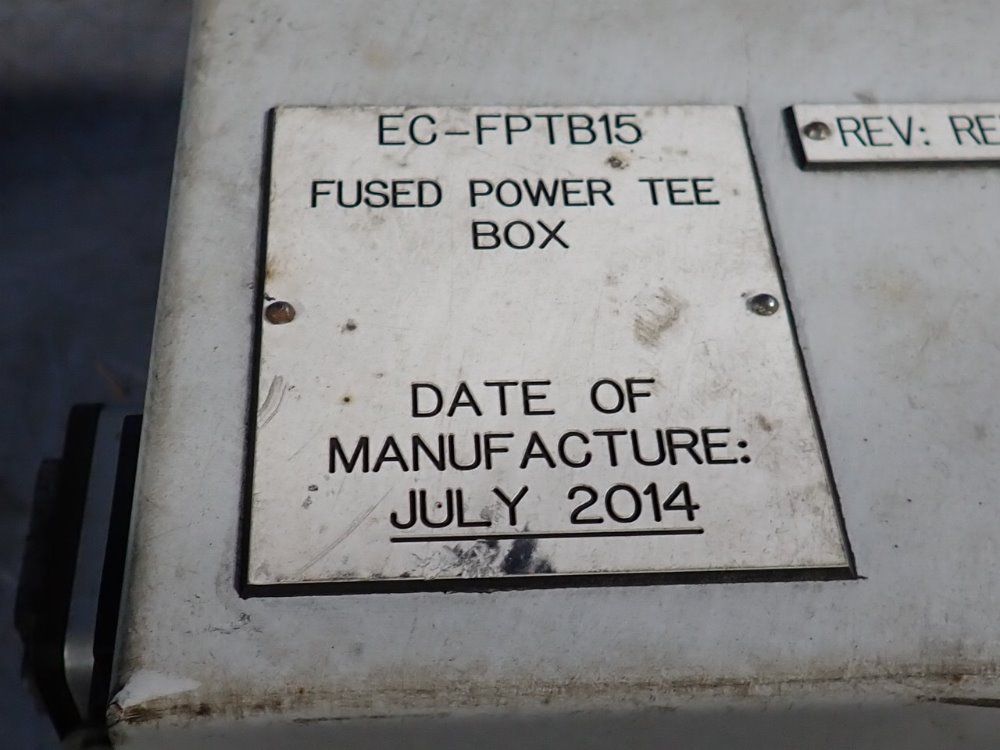 EC-FPTB15
FUSED POWER TEE
BOX
DATE OF
MANUFACTURE:
JULY 2014
REV: